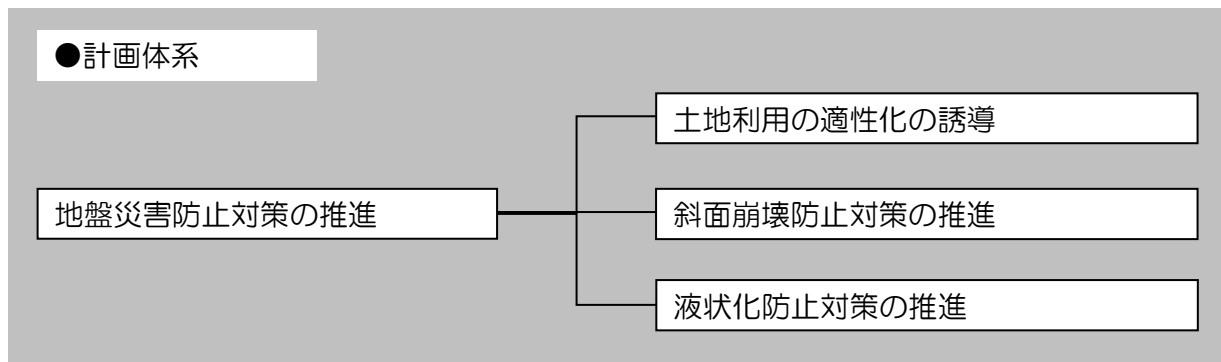 ●計画体系
土地利用の適性化の誘導
地盤災害防止対策の推進
斜面崩壊防止対策の推進
液状化防止対策の推進